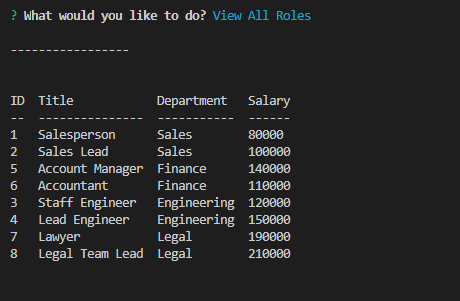 ? What would you like to do? View All Roles
-----------------
ID  Title            Department   Salary
--  ---------------  -----------  ------
1   Salesperson      Sales        80000
2   Sales Lead       Sales        100000
5   Account Manager  Finance      140000
6   Accountant       Finance      110000
3   Staff Engineer   Engineering  120000
4   Lead Engineer    Engineering  150000
7   Lawyer           Legal        190000
8   Legal Team Lead  Legal        210000